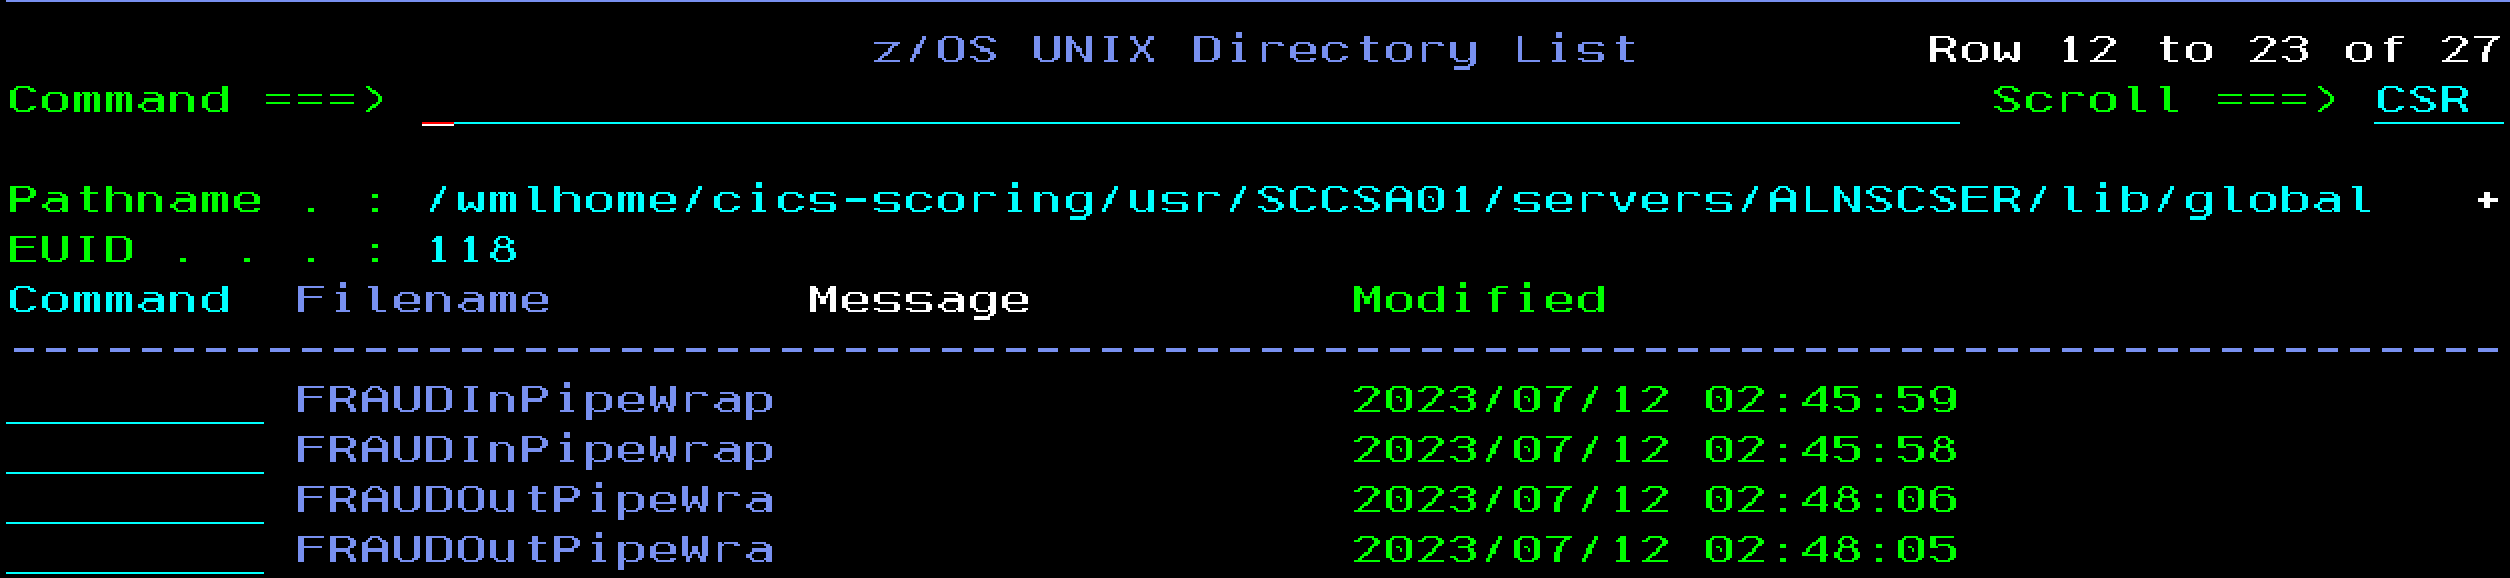 z/OS UNIX Directory List Row 12 to 23 of 27
Command ===> Scroll ===> CSR
Pathname . : /wmlhome/cics-scoring/usr/SCCSA01/servers/ALNSCSER/lib/global +
EUID . . . : 118
Command Filename Message Modified
-------------------------------------------------------------------------------
FRAUDInPipeWrap 2023/07/12 02:45:59
FRAUDInPipeWrap 2023/07/12 02:45:58
FRAUDOutPipeWra 2023/07/12 02:48:06
FRAUDOutPipeWra 2023/07/12 02:48:05